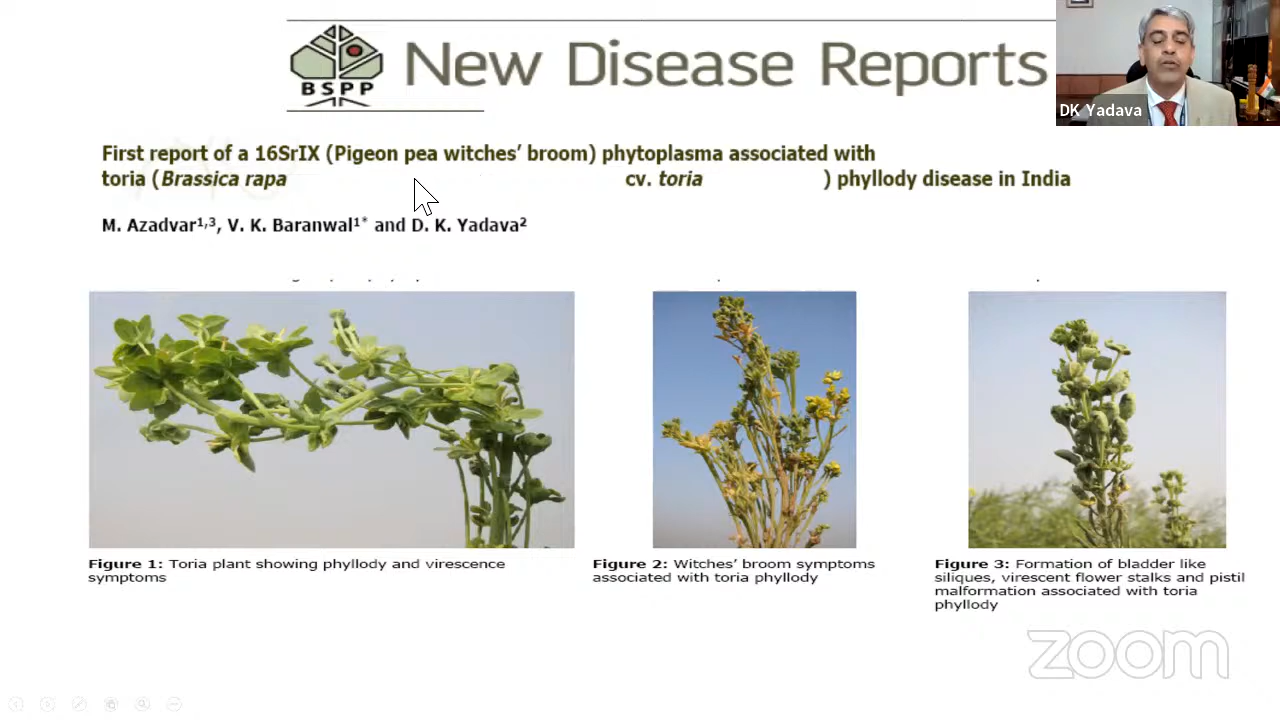 BSPP
New Disease Reports
DK Yadava
First report of a 16SrIX (Pigeon pea witches’ broom) phytoplasma associated with
toria (Brassica rapa cv. toria ) phyllody disease in India
M. Azadvar1,3, V. K. Baranwal1* and D. K. Yadava2
Figure 1: Toria plant showing phyllody and virescence
symptoms
Figure 2: Witches’ broom symptoms
associated with toria phyllody
Figure 3: Formation of bladder like
siliques, virescent flower stalks and pistil
malformation associated with toria
phyllody
zoom